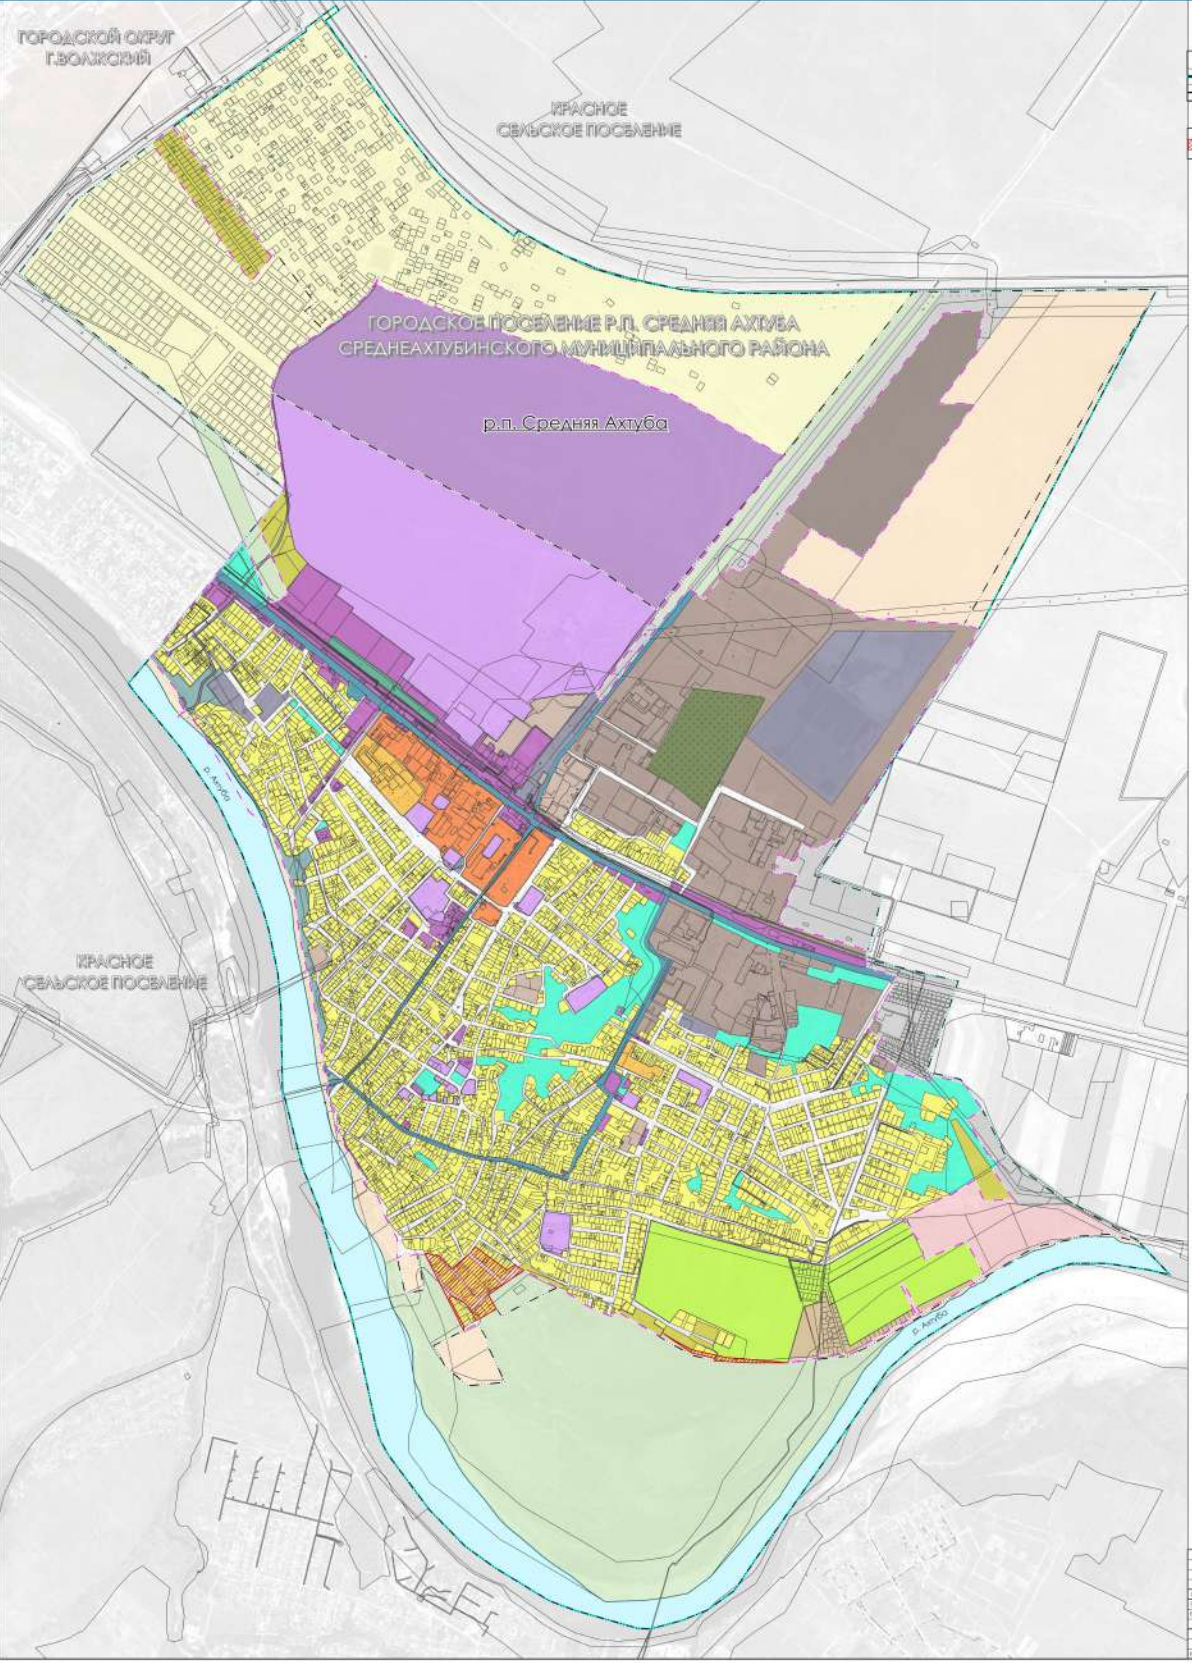 ГОРОДСКОЙ ОКРУГ
Г.ВОЛЖСКИЙ
КРАСНОЕ
СЕЛЬСКОЕ ПОСЕЛЕНИЕ
ГОРОДСКОЕ ПОСЕЛЕНИЕ Р.П. СРЕДНЯЯ АХТУБА
СРЕДНЕАХТУБИНСКОГО МУНИЦИПАЛЬНОГО РАЙОНА
р.п. Средняя Ахтуба
р. Ахтуба
КРАСНОЕ
СЕЛЬСКОЕ ПОСЕЛЕНИЕ
р. Ахтуба